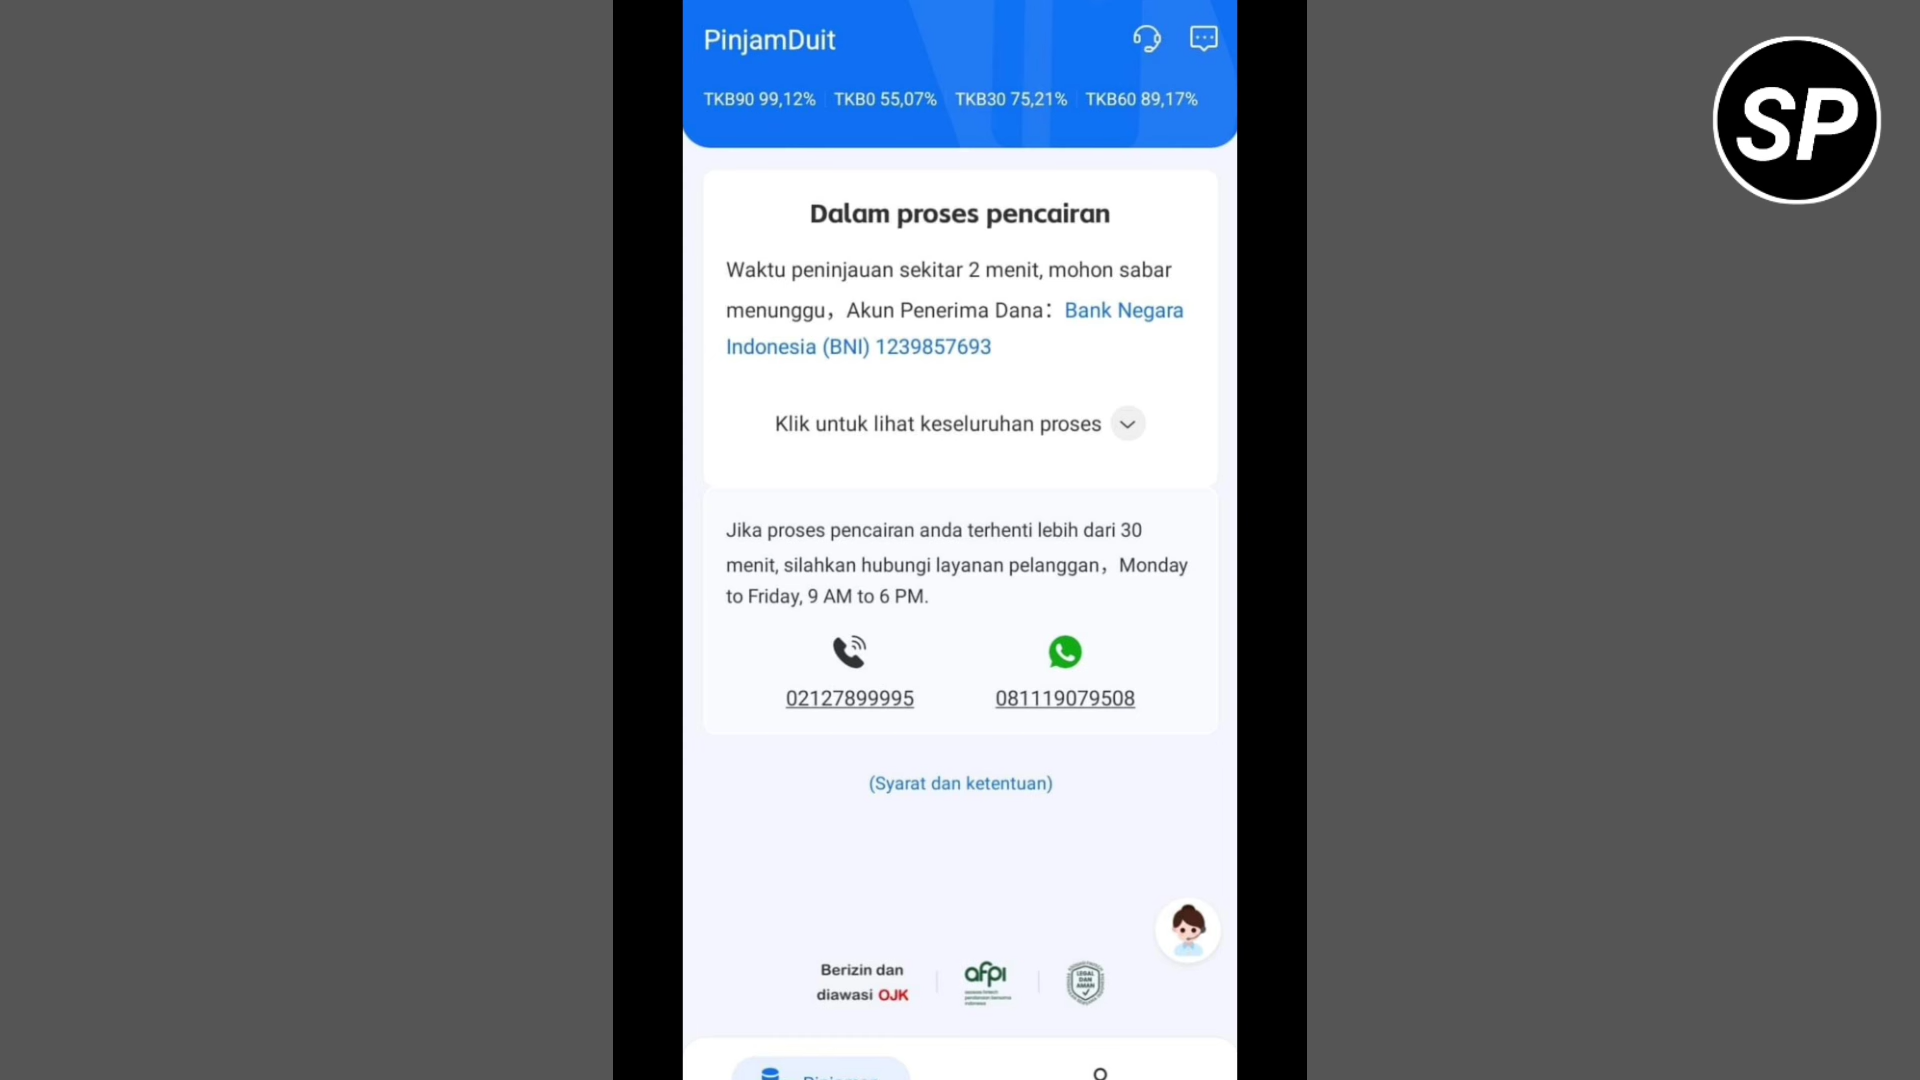 PinjamDuit
TKB90 99,12% TKB0 55,07% TKB30 75,21% TKB60 89,17%
SP
Dalam proses pencairan
Waktu peninjauan sekitar 2 menit, mohon sabar
menunggu，Akun Penerima Dana：Bank Negara
Indonesia (BNI) 1239857693
Klik untuk lihat keseluruhan proses
Jika proses pencairan anda terhenti lebih dari 30
menit, silahkan hubungi layanan pelanggan，Monday
to Friday, 9 AM to 6 PM.
02127899995 081119079508
(Syarat dan ketentuan)
Berizin dan
diawasi OJK
afpi
LEGAL
DAN
AMAN